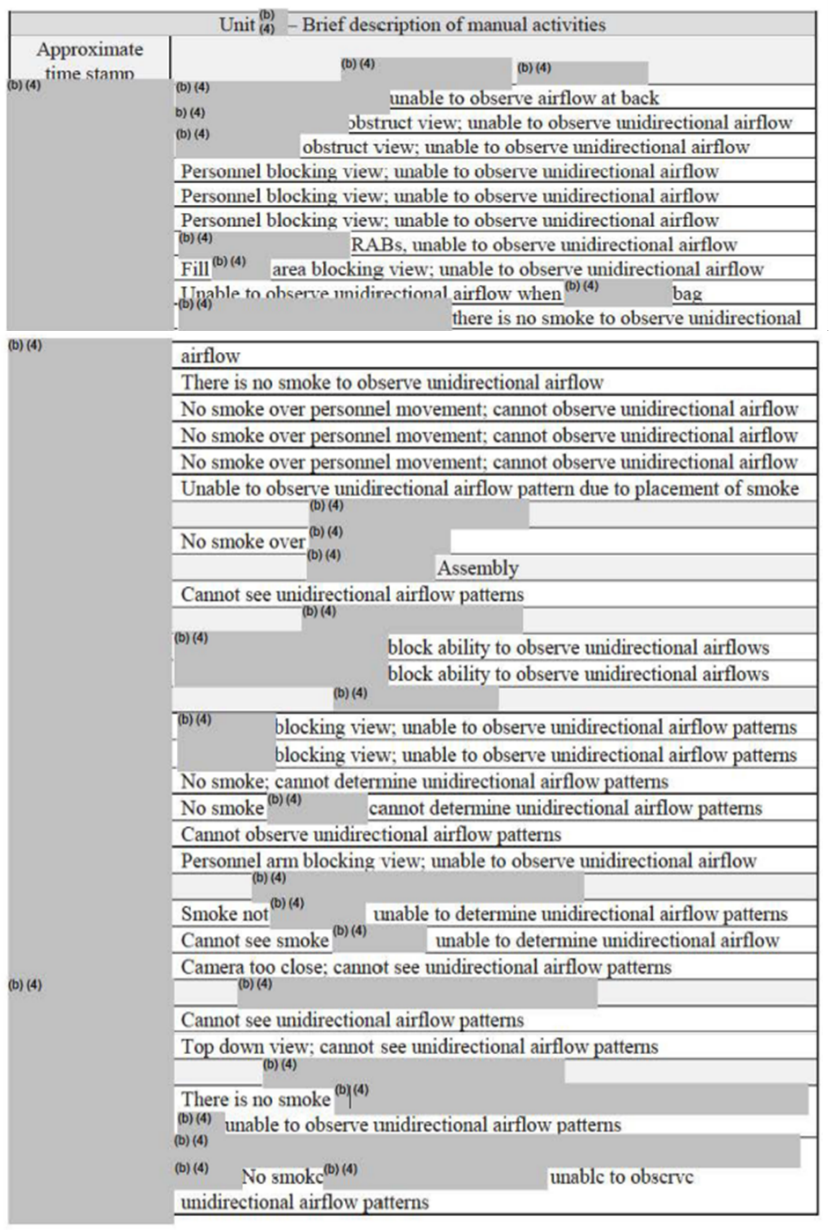 Unit (b) (4) – Brief description of manual activities
Approximate time stamp
(b) (4) (b) (4)
(b) (4) (b) (4) unable to observe airflow at back
(b) (4) obstruct view; unable to observe unidirectional airflow
(b) (4) obstruct view; unable to observe unidirectional airflow
Personnel blocking view; unable to observe unidirectional airflow
Personnel blocking view; unable to observe unidirectional airflow
Personnel blocking view; unable to observe unidirectional airflow
(b) (4) RABs, unable to observe unidirectional airflow
Fill (b) (4) area blocking view; unable to observe unidirectional airflow
Unable to observe unidirectional airflow when (b) (4) bag
(b) (4) there is no smoke to observe unidirectional
(b) (4) airflow
There is no smoke to observe unidirectional airflow
No smoke over personnel movement; cannot observe unidirectional airflow
No smoke over personnel movement; cannot observe unidirectional airflow
No smoke over personnel movement; cannot observe unidirectional airflow
Unable to observe unidirectional airflow pattern due to placement of smoke
(b) (4)
No smoke over (b) (4)
(b) (4) Assembly
Cannot see unidirectional airflow patterns
(b) (4)
(b) (4) block ability to observe unidirectional airflows
block ability to observe unidirectional airflows
(b) (4)
(b) (4) blocking view; unable to observe unidirectional airflow patterns
blocking view; unable to observe unidirectional airflow patterns
No smoke; cannot determine unidirectional airflow patterns
No smoke (b) (4) cannot determine unidirectional airflow patterns
Cannot observe unidirectional airflow patterns
Personnel arm blocking view; unable to observe unidirectional airflow
(b) (4)
Smoke not (b) (4) unable to determine unidirectional airflow patterns
Cannot see smoke (b) (4) unable to determine unidirectional airflow
Camera too close; cannot see unidirectional airflow patterns
(b) (4) (b) (4)
Cannot see unidirectional airflow patterns
Top down view; cannot see unidirectional airflow patterns
(b) (4)
There is no smoke (b) (4)
(b) (4) unable to observe unidirectional airflow patterns
(b) (4)
(b) (4) No smoke (b) (4) unable to observe
unidirectional airflow patterns